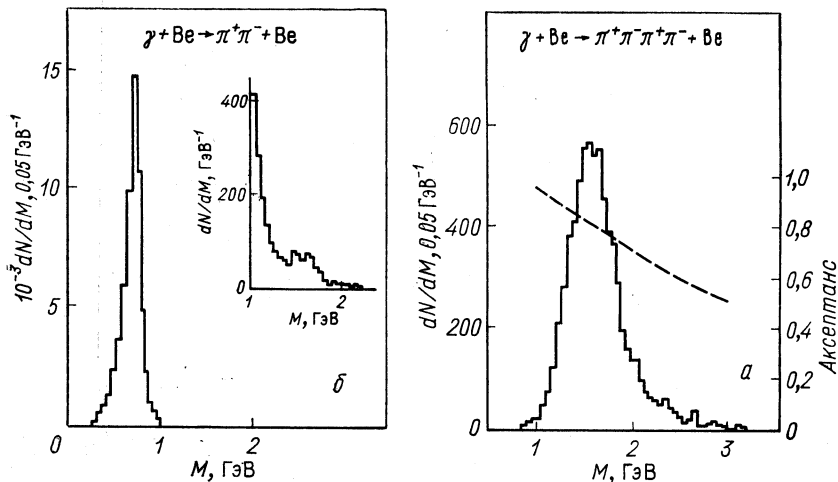 γ + Be → π⁺π⁻ + Be
15
10
5
0
1
2
10⁻³ dN/dM, 0,05 ГэВ⁻¹
M, ГэВ
б
400
200
0
1
2
dN/dM, ГэВ⁻¹
M, ГэВ
a
γ + Be → π⁺π⁻π⁺π⁻ + Be
600
400
200
0
1
2
3
dN/dM, 0,05 ГэВ⁻¹
M, ГэВ
1,0
0,8
0,6
0,4
0,2
0
Аксептанс